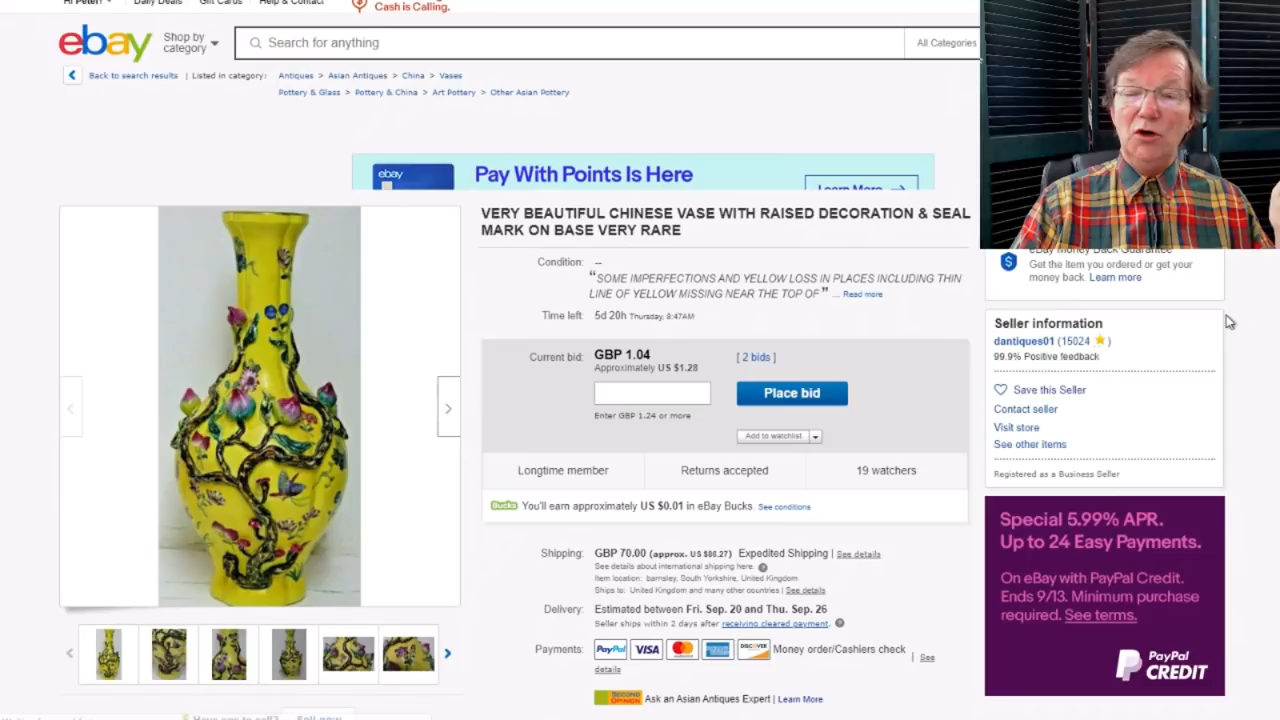 Hi Peter!
Daily Deals
Gift Cards
Help & Contact
Cash is Calling.
ebay
Shop by category
Search for anything
All Categories
Back to search results | Listed in category:
Antiques > Asian Antiques > China > Vases
Pottery & Glass > Pottery & China > Art Pottery > Other Asian Pottery
ebay
Pay With Points Is Here
Learn More →
VERY BEAUTIFUL CHINESE VASE WITH RAISED DECORATION & SEAL
MARK ON BASE VERY RARE
Condition: --
“SOME IMPERFECTIONS AND YELLOW LOSS IN PLACES INCLUDING THIN
LINE OF YELLOW MISSING NEAR THE TOP OF” ... Read more
Time left: 5d 20h Thursday, 8:47AM
Current bid: GBP 1.04 [ 2 bids ]
Approximately US $1.28
Place bid
Enter GBP 1.24 or more
Add to watchlist
Longtime member
Returns accepted
19 watchers
Bucks You'll earn approximately US $0.01 in eBay Bucks. See conditions
Shipping: GBP 70.00 (approx. US $86.27) Expedited Shipping | See details
See details about international shipping here.
Item location: barnsley, South Yorkshire, United Kingdom
Ships to: United Kingdom and many other countries | See details
Delivery: Estimated between Fri. Sep. 20 and Thu. Sep. 26
Seller ships within 2 days after receiving cleared payment.
Payments: PayPal VISA MasterCard DISCOVER Money order/Cashiers check | See
details
SECOND OPINION Ask an Asian Antiques Expert | Learn More
eBay Money Back Guarantee
Get the item you ordered or get your
money back. Learn more
Seller information
dantiques01 (15024 )
99.9% Positive feedback
Save this Seller
Contact seller
Visit store
See other items
Registered as a Business Seller
Special 5.99% APR.
Up to 24 Easy Payments.
On eBay with PayPal Credit.
Ends 9/13. Minimum purchase
required. See terms.
PayPal
CREDIT